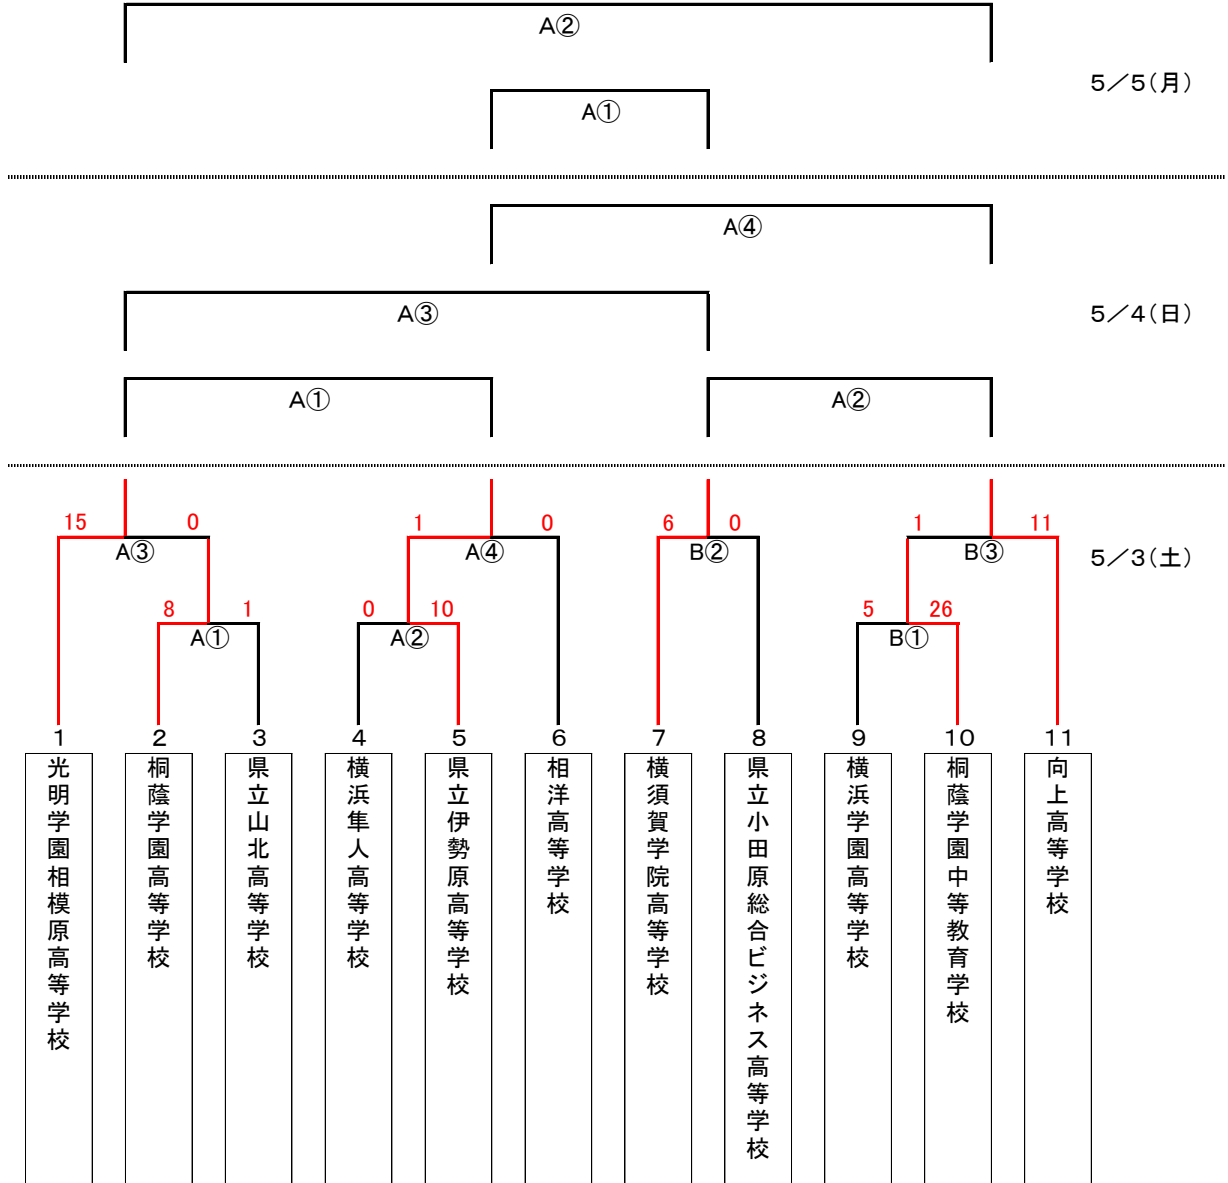 A②
5／5(月)
A①
A④
A③
5／4(日)
A①
A②
15 0
1 0
6 0
1 11
A③
A④
B②
B③
5／3(土)
8 1
0 10
5 26
A①
A②
B①
1 2 3 4 5 6 7 8 9 10 11
光明学園相模原高等学校
桐蔭学園高等学校
県立山北高等学校
横浜隼人高等学校
県立伊勢原高等学校
相洋高等学校
横須賀学院高等学校
県立小田原総合ビジネス高等学校
横浜学園高等学校
桐蔭学園中等教育学校
向上高等学校